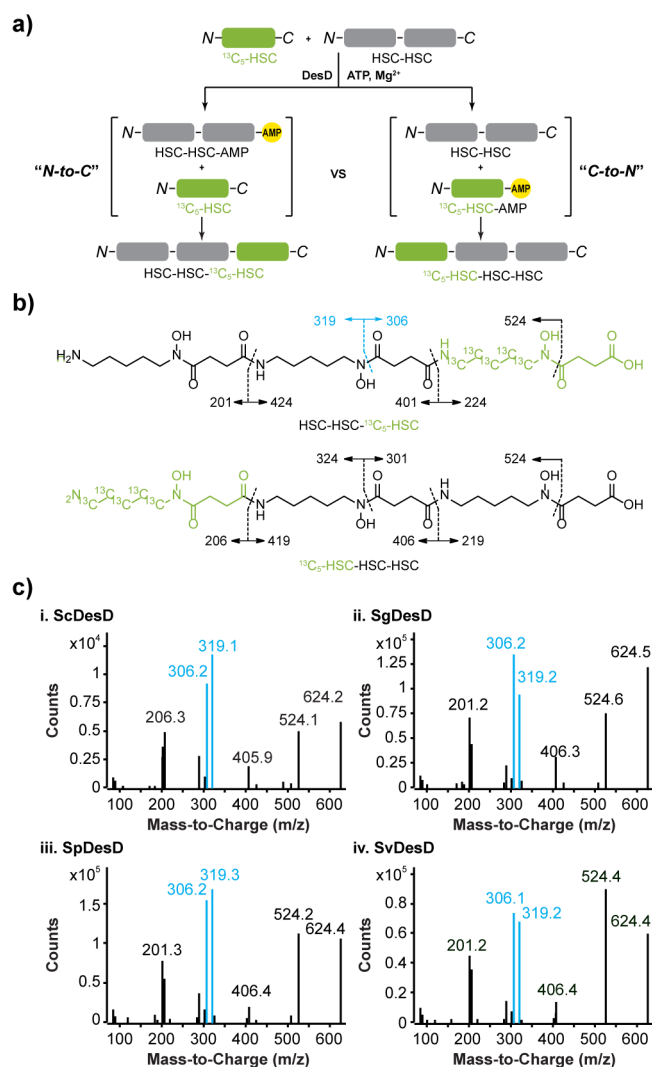 a)
N C + N C
¹³C₅-HSC HSC-HSC
DesD ATP, Mg²⁺
N AMP N C
HSC-HSC-AMP HSC-HSC
"N-to-C" + VS + "C-to-N"
N C N AMP
¹³C₅-HSC ¹³C₅-HSC-AMP
N C N C
HSC-HSC-¹³C₅-HSC ¹³C₅-HSC-HSC-HSC
b)
319 306 524
H₂N OH N O O N H N OH O O H N ¹³C ¹³C ¹³C ¹³C ¹³C OH N O O OH
201 424 401 224
HSC-HSC-¹³C₅-HSC
324 301 524
₂N ¹³C ¹³C ¹³C ¹³C ¹³C OH N O O N H N OH O O H N OH N O O OH
206 419 406 219
¹³C₅-HSC-HSC-HSC
c)
i. ScDesD
x10⁴
1
0.75
0.5
0.25
0
Counts
206.3
306.2
319.1
405.9
524.1
624.2
100 200 300 400 500 600
Mass-to-Charge (m/z)
ii. SgDesD
x10⁵
1.25
1
0.75
0.5
0.25
0
Counts
201.2
306.2
319.2
406.3
524.6
624.5
100 200 300 400 500 600
Mass-to-Charge (m/z)
iii. SpDesD
x10⁵
1.5
1
0.5
0
Counts
201.3
306.2
319.3
406.4
524.2
624.4
100 200 300 400 500 600
Mass-to-Charge (m/z)
iv. SvDesD
x10⁵
0.8
0.6
0.4
0.2
0
Counts
201.2
306.1
319.2
406.4
524.4
624.4
100 200 300 400 500 600
Mass-to-Charge (m/z)